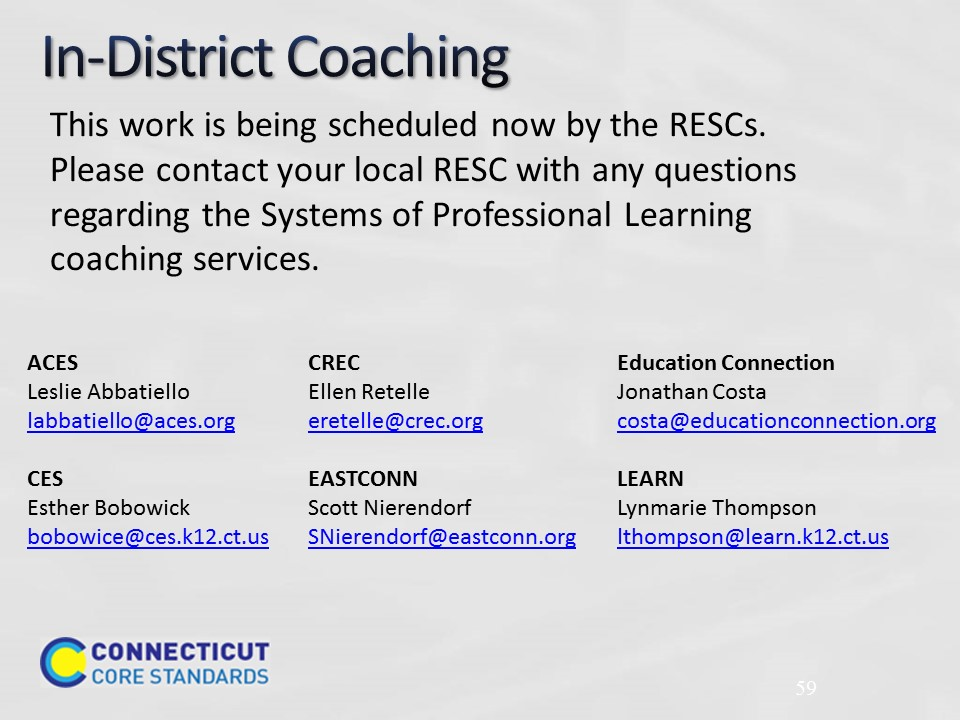 In-District Coaching
This work is being scheduled now by the RESCs.
Please contact your local RESC with any questions
regarding the Systems of Professional Learning
coaching services.
ACES
Leslie Abbatiello
labbatiello@aces.org
CREC
Ellen Retelle
eretelle@crec.org
Education Connection
Jonathan Costa
costa@educationconnection.org
CES
Esther Bobowick
bobowice@ces.k12.ct.us
EASTCONN
Scott Nierendorf
SNierendorf@eastconn.org
LEARN
Lynmarie Thompson
lthompson@learn.k12.ct.us
CONNECTICUT
CORE STANDARDS
59